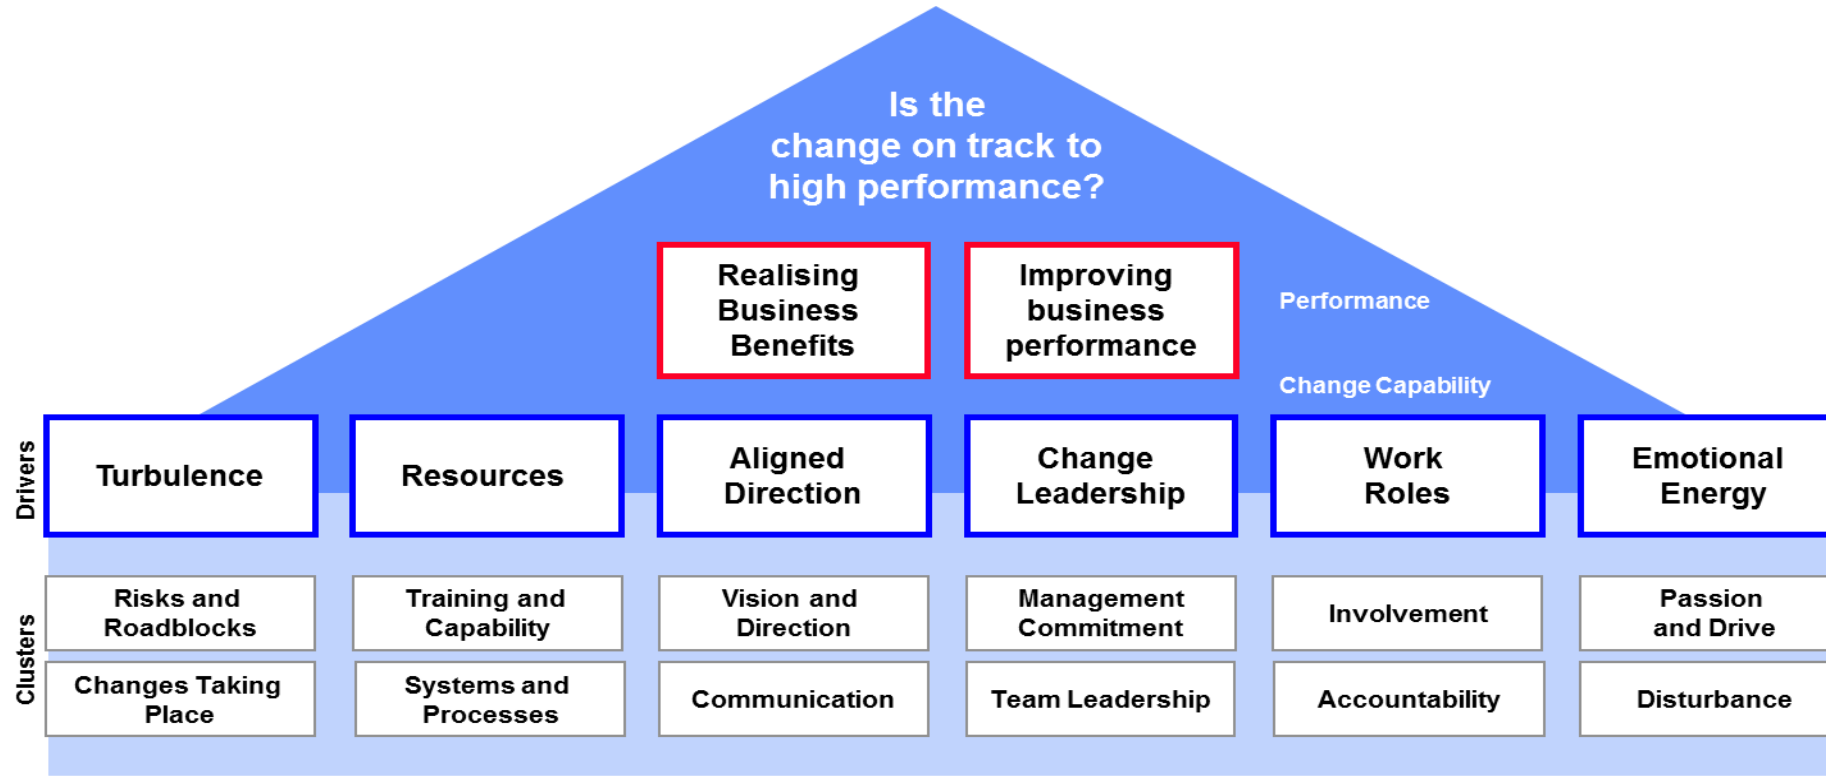 Is the
change on track to
high performance?
Realising
Business
Benefits
Improving
business
performance
Performance
Change Capability
Drivers
Turbulence
Resources
Aligned
Direction
Change
Leadership
Work
Roles
Emotional
Energy
Clusters
Risks and
Roadblocks
Training and
Capability
Vision and
Direction
Management
Commitment
Involvement
Passion
and Drive
Changes Taking
Place
Systems and
Processes
Communication
Team Leadership
Accountability
Disturbance